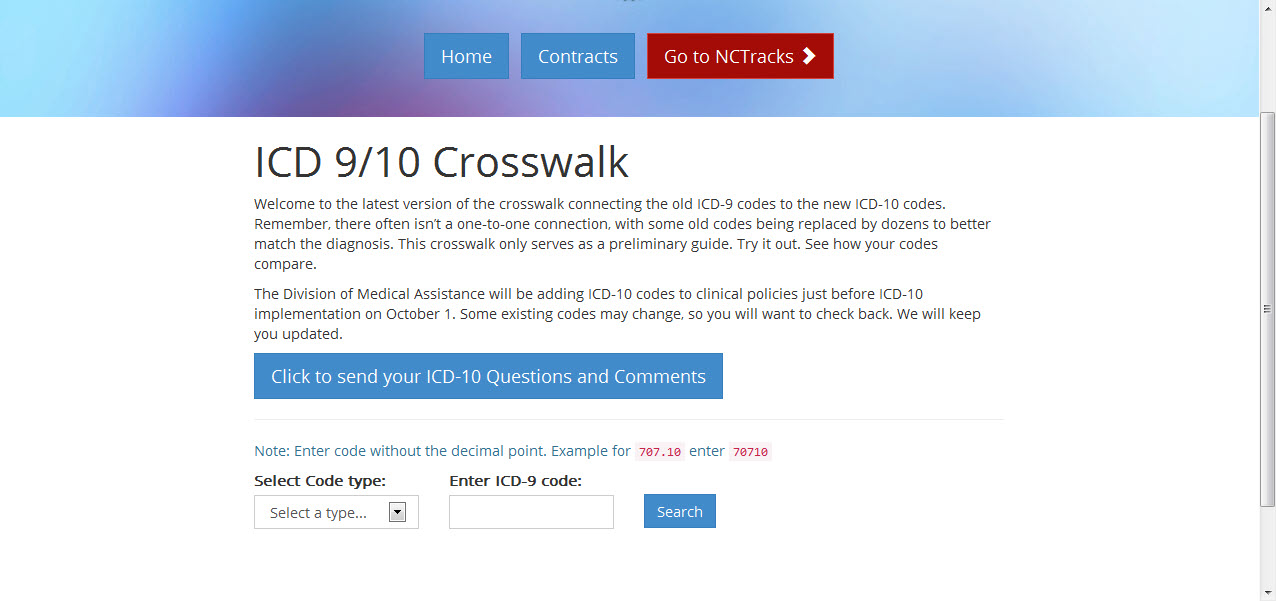 Home Contracts Go to NCTracks
ICD 9/10 Crosswalk
Welcome to the latest version of the crosswalk connecting the old ICD-9 codes to the new ICD-10 codes.
Remember, there often isn’t a one-to-one connection, with some old codes being replaced by dozens to better
match the diagnosis. This crosswalk only serves as a preliminary guide. Try it out. See how your codes
compare.
The Division of Medical Assistance will be adding ICD-10 codes to clinical policies just before ICD-10
implementation on October 1. Some existing codes may change, so you will want to check back. We will keep
you updated.
Click to send your ICD-10 Questions and Comments
Note: Enter code without the decimal point. Example for 707.10 enter 70710
Select Code type: Enter ICD-9 code:
Select a type... Search